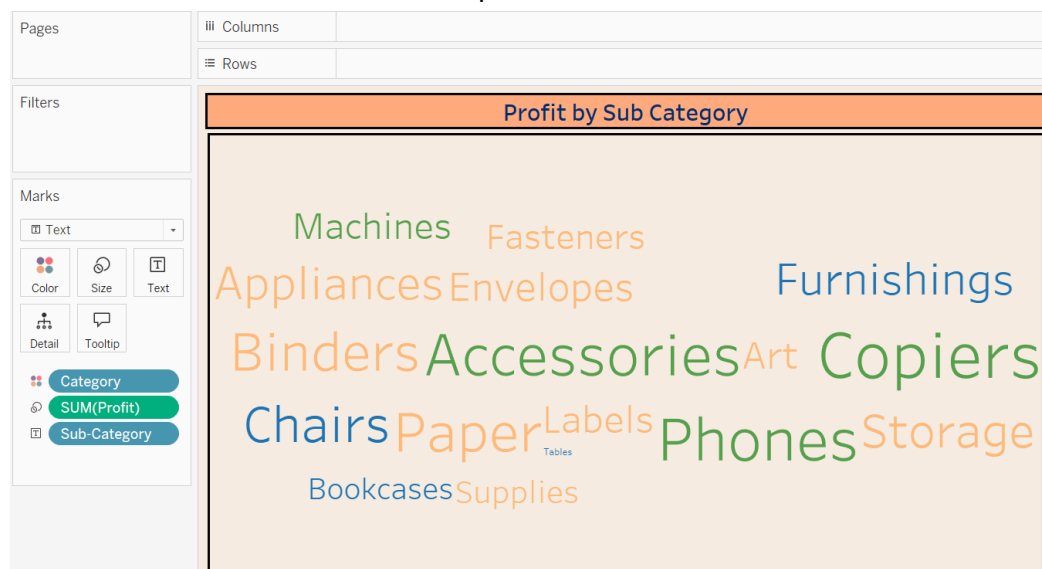 Pages
Columns
Rows
Filters
Profit by Sub Category
Marks
Text
Color Size Text
Detail Tooltip
Category
SUM(Profit)
Sub-Category
Machines Fasteners
Appliances Envelopes Furnishings
Binders Accessories Art Copiers
Chairs Paper Labels Phones Storage
Tables
Bookcases Supplies